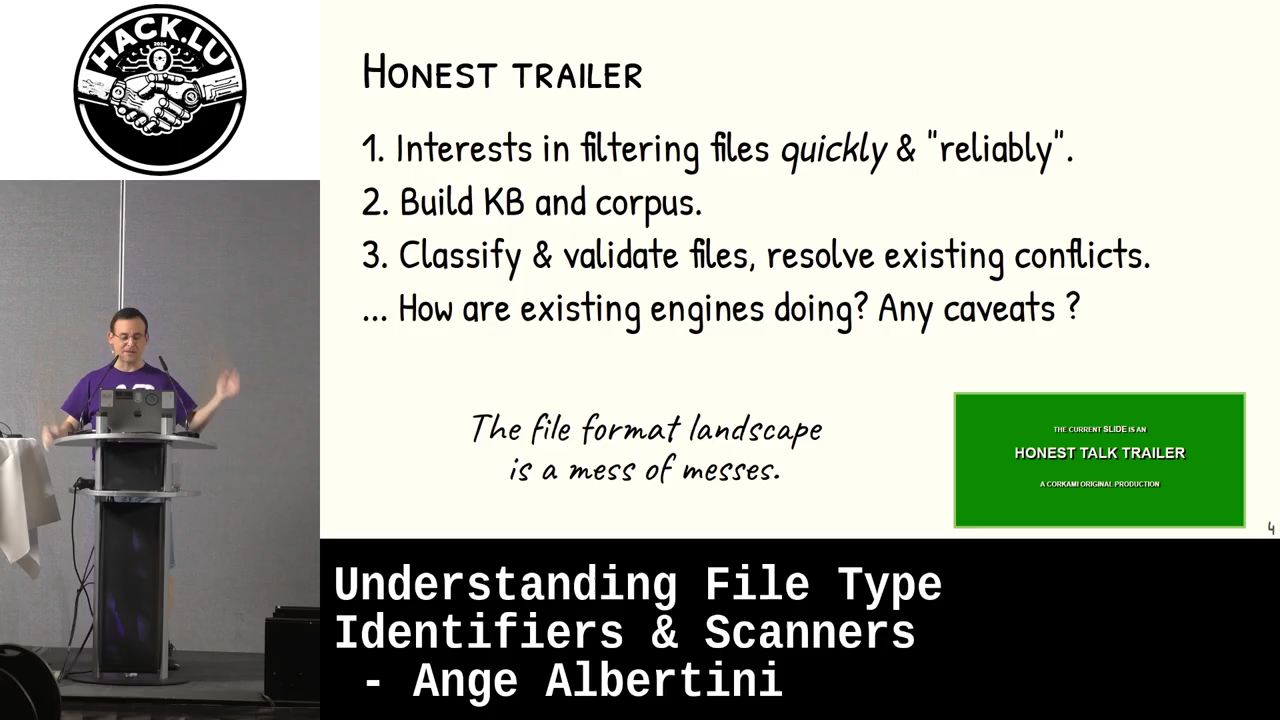 HACK.LU
2024
HONEST TRAILER
1. Interests in filtering files quickly & "reliably".
2. Build KB and corpus.
3. Classify & validate files, resolve existing conflicts.
... How are existing engines doing? Any caveats ?
The file format landscape
is a mess of messes.
THE CURRENT SLIDE IS AN
HONEST TALK TRAILER
A CORKAMI ORIGINAL PRODUCTION
4
Understanding File Type
Identifiers & Scanners
- Ange Albertini